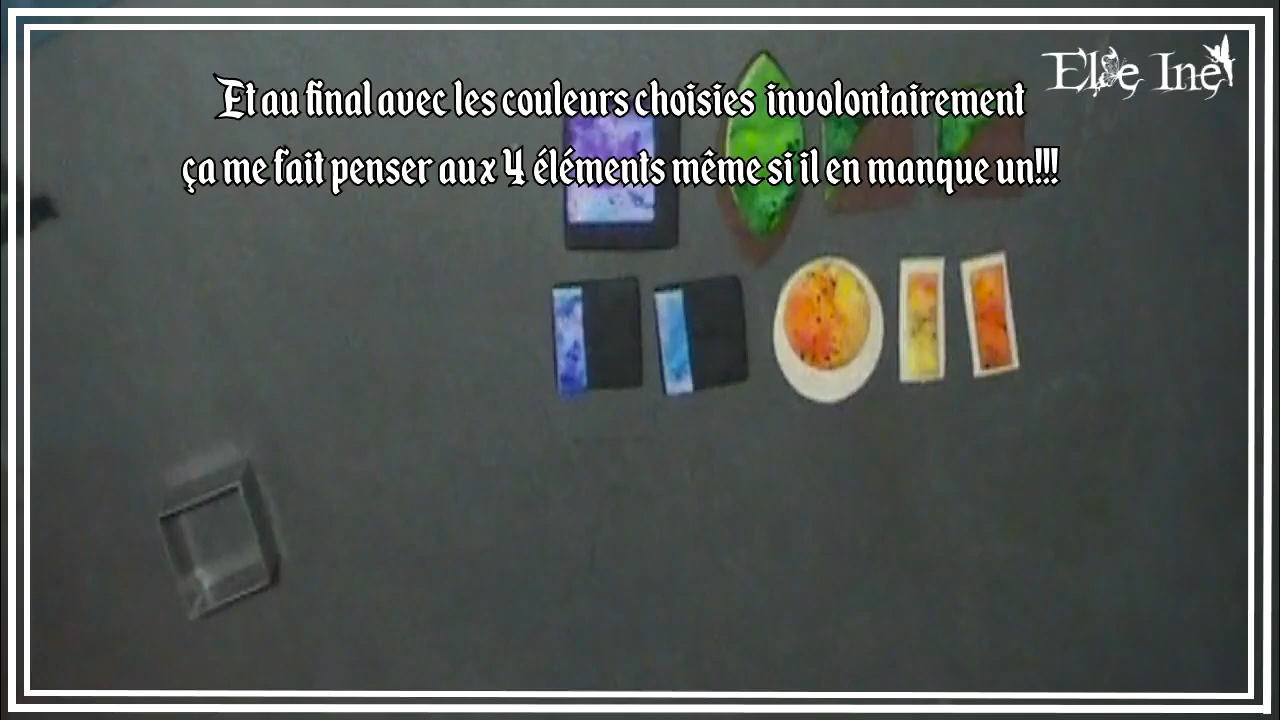 Else Ine
Et au final avec les couleurs choisies involontairement
ça me fait penser aux 4 éléments même si il en manque un!!!